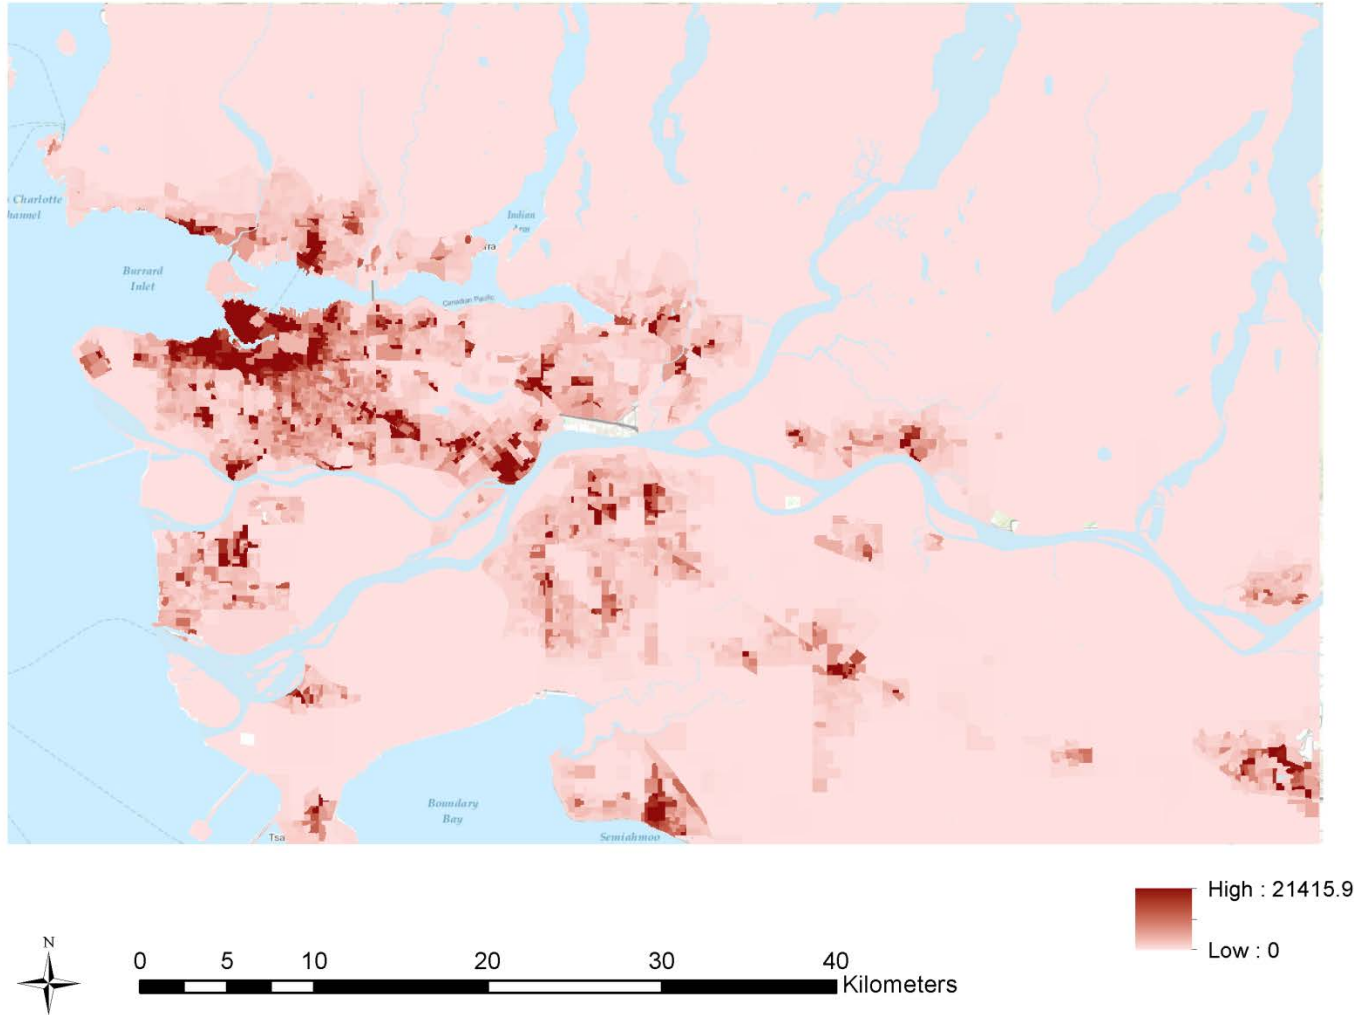 Charlotte
Indian
Arm
Burrard
Inlet
Canadian Pacific
Boundary
Bay
Tsa
Semiahmoo
High : 21415.9
Low : 0
N
0 5 10 20 30 40
Kilometers